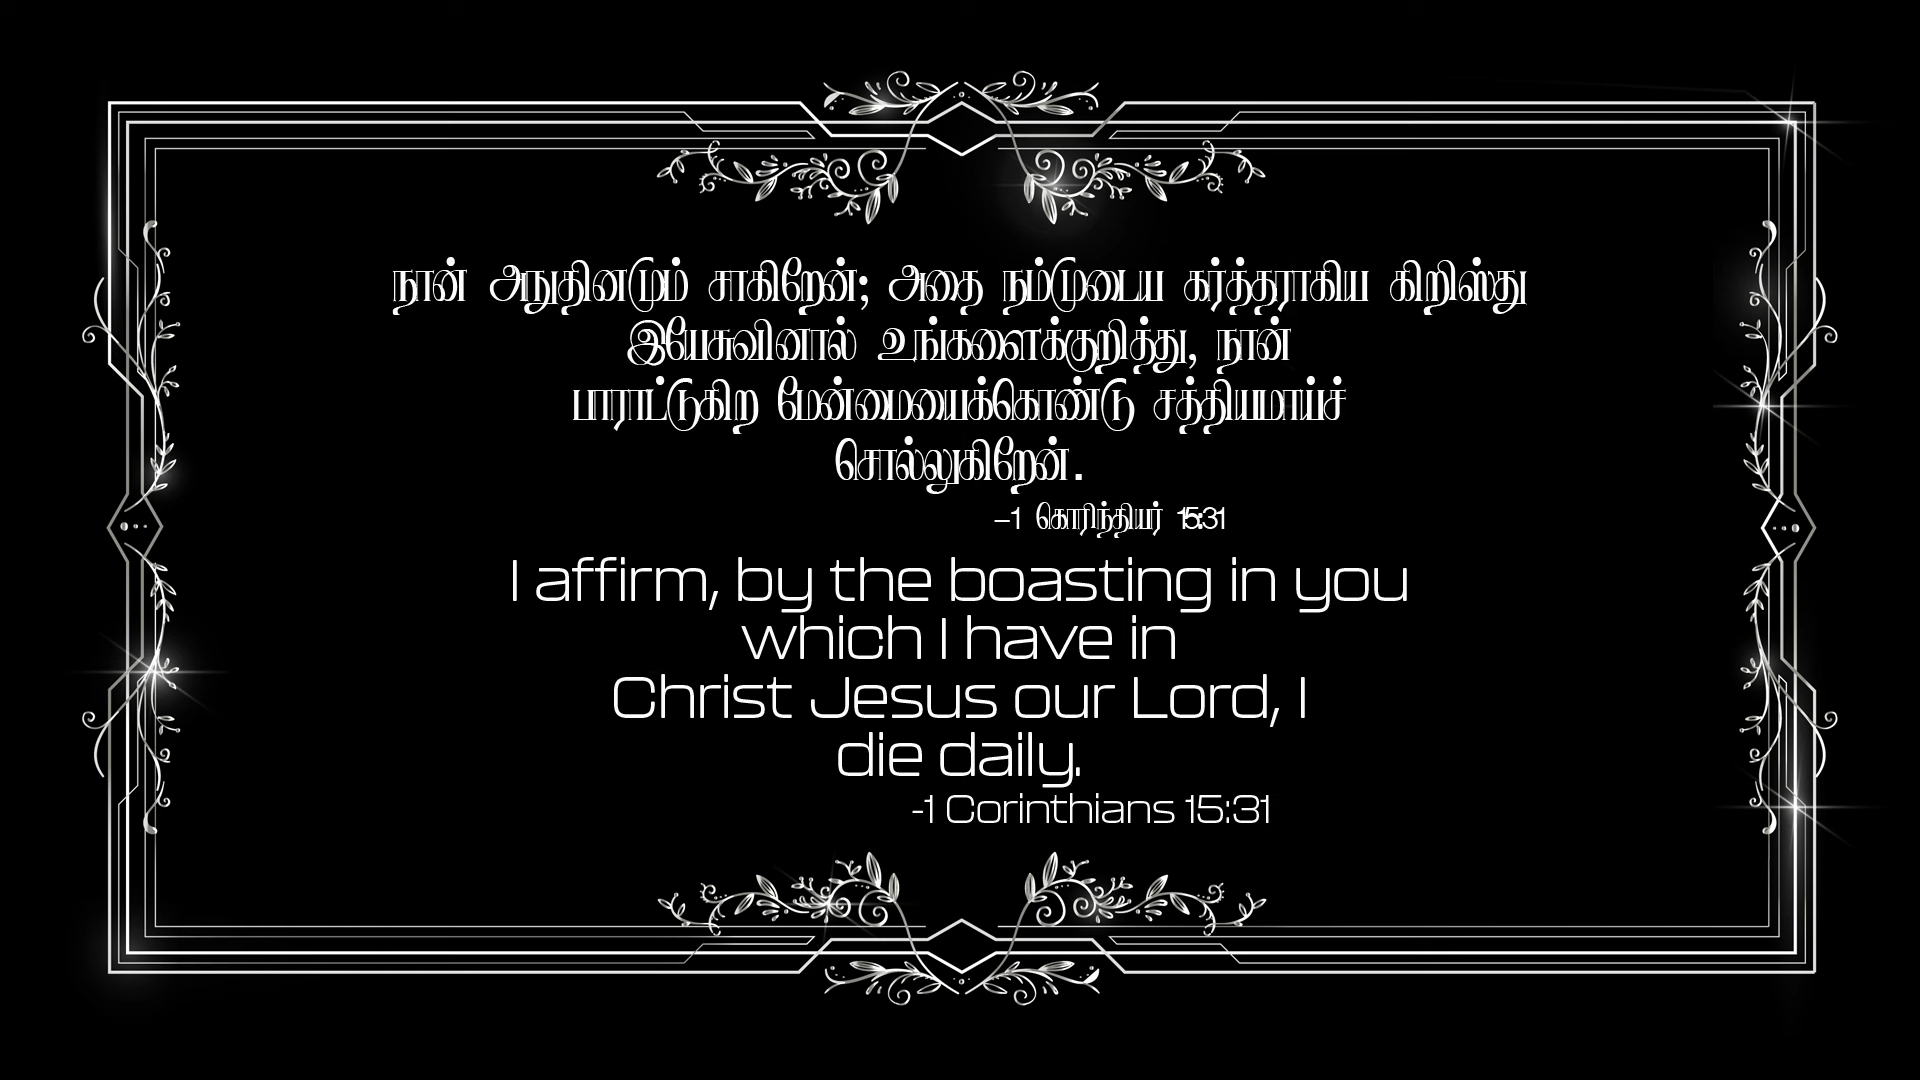 நான் அநுதினமும் சாகிறேன்; அதை நம்முடைய கர்த்தராகிய கிறிஸ்து
இயேசுவினால் உங்களைக்குறித்து, நான்
பாராட்டுகிற மேன்மையைக்கொண்டு சத்தியமாய்ச்
சொல்லுகிறேன்.
-1 கொரிந்தியர் 15:31
I affirm, by the boasting in you
which I have in
Christ Jesus our Lord, I
die daily.
-1 Corinthians 15:31